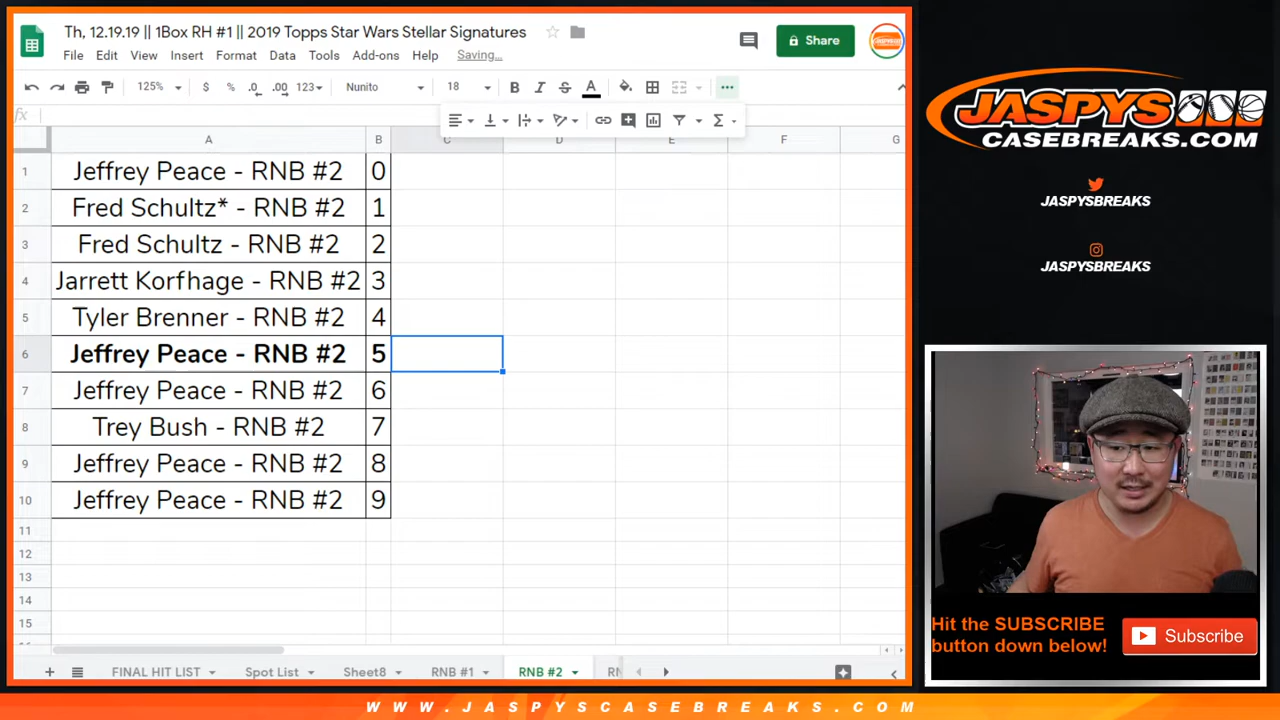 Th, 12.19.19 || 1Box RH #1 || 2019 Topps Star Wars Stellar Signatures
File Edit View Insert Format Data Tools Add-ons Help Saving...
Share
125% $ % .0 .00 123 Nunito 18 B I S A
fx
A B C D E F G
1 Jeffrey Peace - RNB #2 0
2 Fred Schultz* - RNB #2 1
3 Fred Schultz - RNB #2 2
4 Jarrett Korfhage - RNB #2 3
5 Tyler Brenner - RNB #2 4
6 Jeffrey Peace - RNB #2 5
7 Jeffrey Peace - RNB #2 6
8 Trey Bush - RNB #2 7
9 Jeffrey Peace - RNB #2 8
10 Jeffrey Peace - RNB #2 9
11
12
13
14
15
FINAL HIT LIST Spot List Sheet8 RNB #1 RNB #2
JASPYS
CASEBREAKS.COM
JASPYSBREAKS
JASPYSBREAKS
Hit the SUBSCRIBE
button down below!
Subscribe
WWW.JASPYSCASEBREAKS.COM